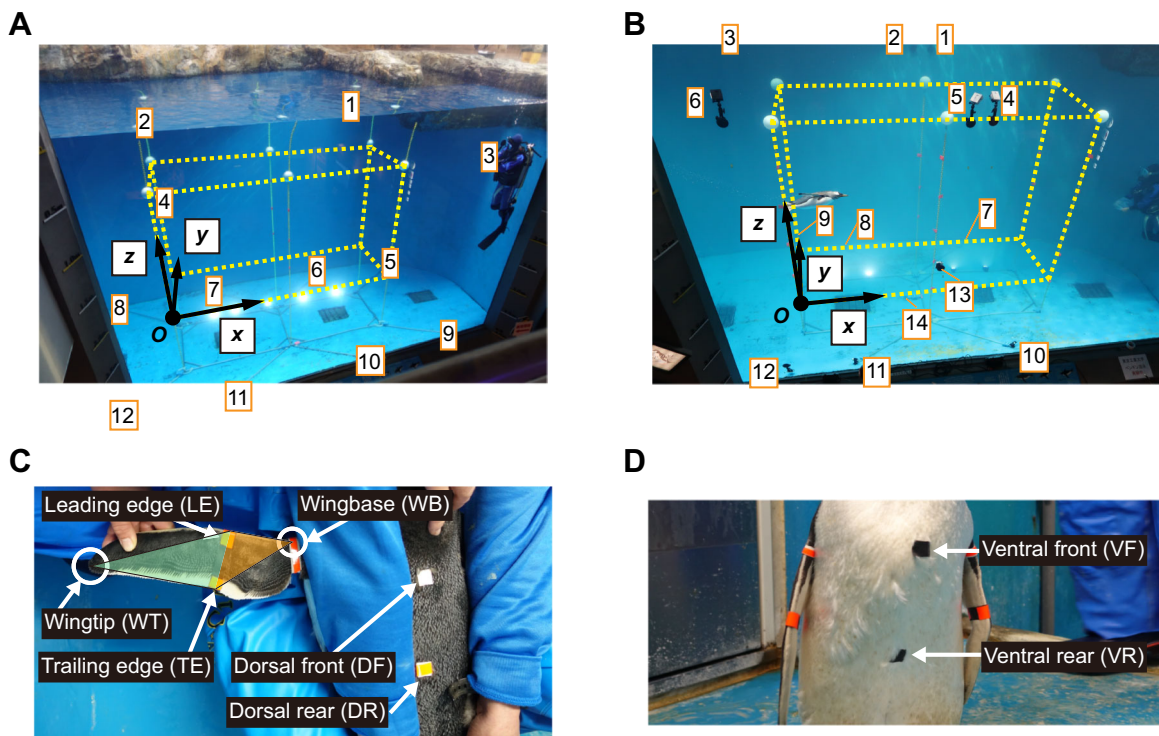 A
1
2
3
4
z
y
5
6
7
8
O
x
9
10
11
12
B
3
2
1
6
5
4
z
9
8
7
y
13
O
x
14
10
12
11
C
Leading edge (LE)
Wingbase (WB)
Wingtip (WT)
Trailing edge (TE)
Dorsal front (DF)
Dorsal rear (DR)
D
Ventral front (VF)
Ventral rear (VR)